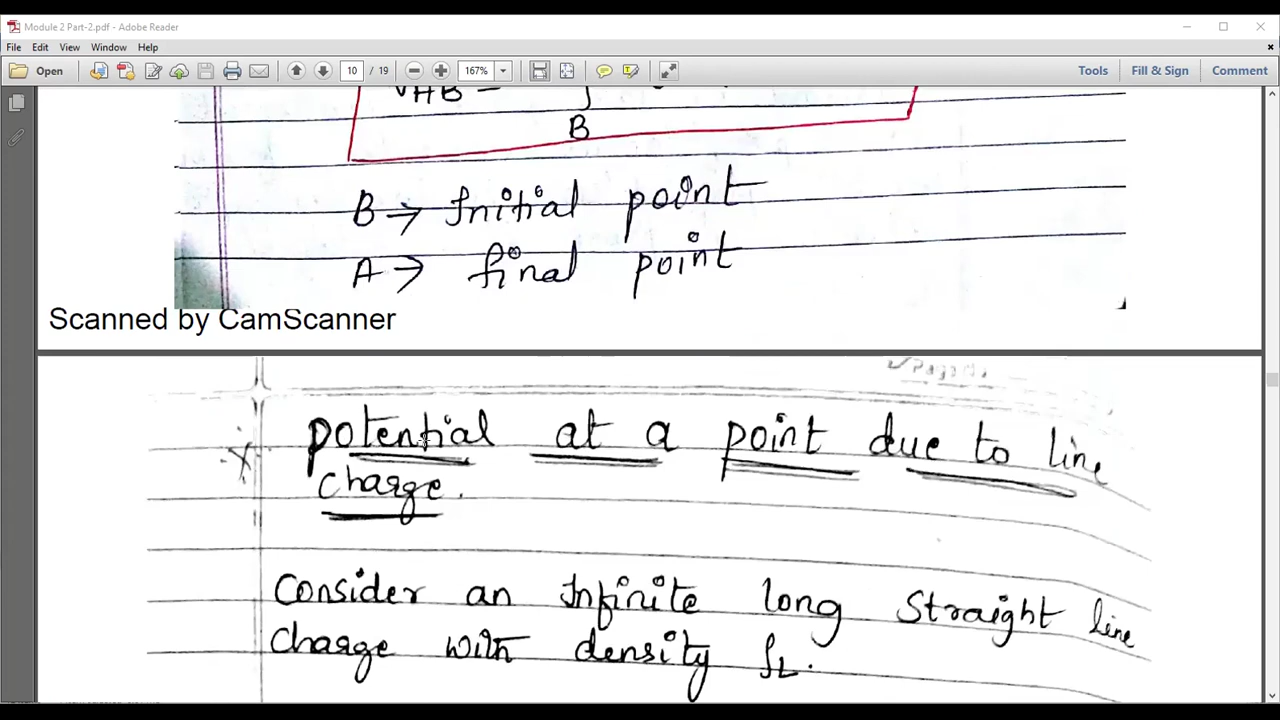 Module 2 Part-2.pdf - Adobe Reader
File Edit View Window Help
Open 10 / 19 167% Tools Fill & Sign Comment
VAB =
B
B → Initial point
A → final point
Scanned by CamScanner
potential at a point due to line
charge.
Consider an Infinite long Straight line
charge with density ρL.